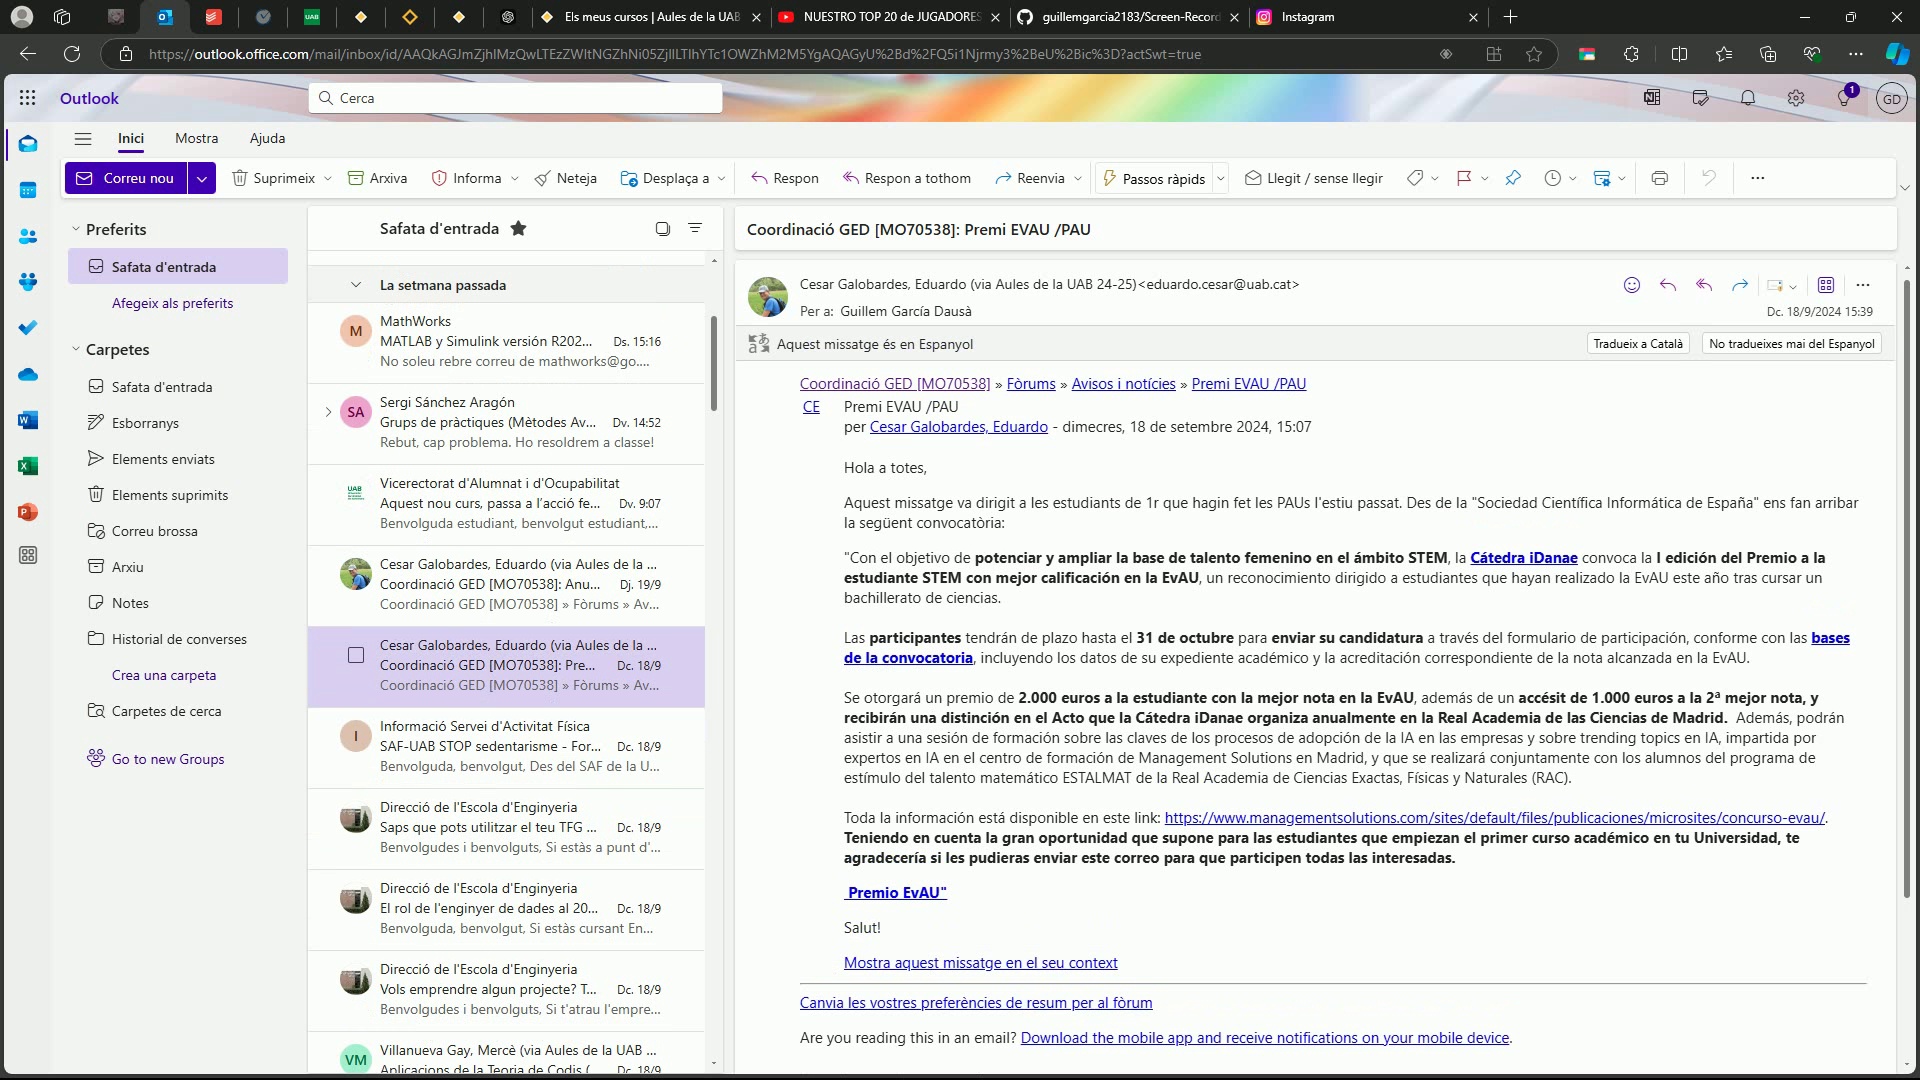 Els meus cursos | Aules de la UAB
NUESTRO TOP 20 de JUGADORES
guillemgarcia2183/Screen-Record
Instagram
https://outlook.office.com/mail/inbox/id/
?actSwt=true
Outlook
Cerca
1
GD
Inici
Mostra
Ajuda
Correu nou
Suprimeix
Arxiva
Informa
Neteja
Desplaça a
Respon
Respon a tothom
Reenvia
Passos ràpids
Llegit / sense llegir
Preferits
Safata d'entrada
Afegeix als preferits
Carpetes
Safata d'entrada
Esborranys
Elements enviats
Elements suprimits
Correu brossa
Arxiu
Notes
Historial de converses
Crea una carpeta
Carpetes de cerca
Go to new Groups
Safata d'entrada
La setmana passada
M
MathWorks
MATLAB y Simulink versión R202... Ds. 15:16
No soleu rebre correu de mathworks@go....
SA
Sergi Sánchez Aragón
Grups de pràctiques (Mètodes Av... Dv. 14:52
Rebut, cap problema. Ho resoldrem a classe!
UAB
Vicerectorat d'Alumnat i d'Ocupabilitat
Aquest nou curs, passa a l'acció fe... Dv. 9:07
Benvolguda estudiant, benvolgut estudiant,...
Cesar Galobardes, Eduardo (via Aules de la ...
Coordinació GED [MO70538]: Anu... Dj. 19/9
Coordinació GED [MO70538] » Fòrums » Av...
Cesar Galobardes, Eduardo (via Aules de la ...
Coordinació GED [MO70538]: Pre... Dc. 18/9
Coordinació GED [MO70538] » Fòrums » Av...
I
Informació Servei d'Activitat Física
SAF-UAB STOP sedentarisme - For... Dc. 18/9
Benvolguda, benvolgut, Des del SAF de la U...
Direcció de l'Escola d'Enginyeria
Saps que pots utilitzar el teu TFG ... Dc. 18/9
Benvolgudes i benvolguts, Si estàs a punt d'...
Direcció de l'Escola d'Enginyeria
El rol de l'enginyer de dades al 20... Dc. 18/9
Benvolguda, benvolgut, Si estàs cursant En...
Direcció de l'Escola d'Enginyeria
Vols emprendre algun projecte? T... Dc. 18/9
Benvolgudes i benvolguts, Si t'atrau l'empre...
VM
Villanueva Gay, Mercè (via Aules de la UAB ...
Aplicacions de la Teoria de Codis (... Dc. 18/9
Coordinació GED [MO70538]: Premi EVAU /PAU
Cesar Galobardes, Eduardo (via Aules de la UAB 24-25)<eduardo.cesar@uab.cat>
Per a: Guillem García Dausà
Dc. 18/9/2024 15:39
Aquest missatge és en Espanyol
Tradueix a Català
No tradueixes mai del Espanyol
Coordinació GED [MO70538] » Fòrums » Avisos i notícies » Premi EVAU /PAU
CE
Premi EVAU /PAU
per Cesar Galobardes, Eduardo - dimecres, 18 de setembre 2024, 15:07
Hola a totes,
Aquest missatge va dirigit a les estudiants de 1r que hagin fet les PAUs l'estiu passat. Des de la "Sociedad Científica Informática de España" ens fan arribar
la següent convocatòria:
"Con el objetivo de potenciar y ampliar la base de talento femenino en el ámbito STEM, la Cátedra iDanae convoca la I edición del Premio a la
estudiante STEM con mejor calificación en la EvAU, un reconocimiento dirigido a estudiantes que hayan realizado la EvAU este año tras cursar un
bachillerato de ciencias.
Las participantes tendrán de plazo hasta el 31 de octubre para enviar su candidatura a través del formulario de participación, conforme con las bases
de la convocatoria, incluyendo los datos de su expediente académico y la acreditación correspondiente de la nota alcanzada en la EvAU.
Se otorgará un premio de 2.000 euros a la estudiante con la mejor nota en la EvAU, además de un accésit de 1.000 euros a la 2ª mejor nota, y
recibirán una distinción en el Acto que la Cátedra iDanae organiza anualmente en la Real Academia de las Ciencias de Madrid. Además, podrán
asistir a una sesión de formación sobre las claves de los procesos de adopción de la IA en las empresas y sobre trending topics en IA, impartida por
expertos en IA en el centro de formación de Management Solutions en Madrid, y que se realizará conjuntamente con los alumnos del programa de
estímulo del talento matemático ESTALMAT de la Real Academia de Ciencias Exactas, Físicas y Naturales (RAC).
Toda la información está disponible en este link: https://www.managementsolutions.com/sites/default/files/publicaciones/microsites/concurso-evau/.
Teniendo en cuenta la gran oportunidad que supone para las estudiantes que empiezan el primer curso académico en tu Universidad, te
agradecería si les pudieras enviar este correo para que participen todas las interesadas.
Premio EvAU"
Salut!
Mostra aquest missatge en el seu context
Canvia les vostres preferències de resum per al fòrum
Are you reading this in an email? Download the mobile app and receive notifications on your mobile device.